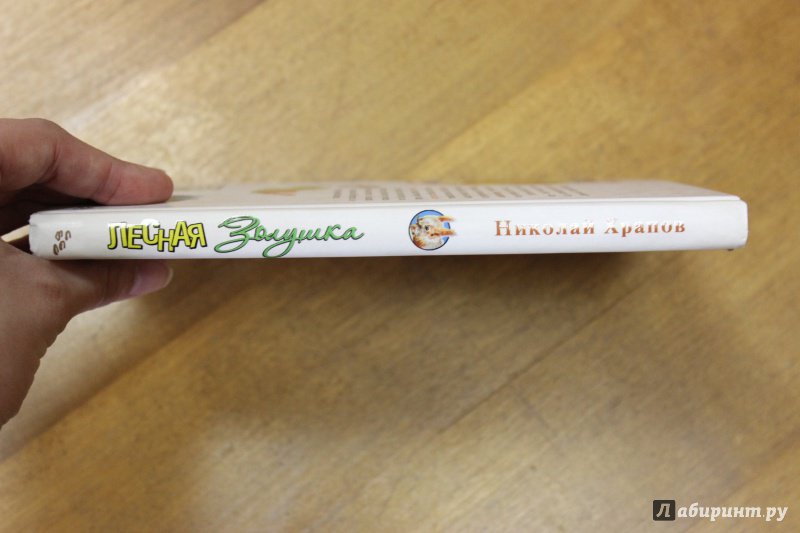 ЛЕСНАЯ Золушка Николай Храпов
Лабиринт.ру